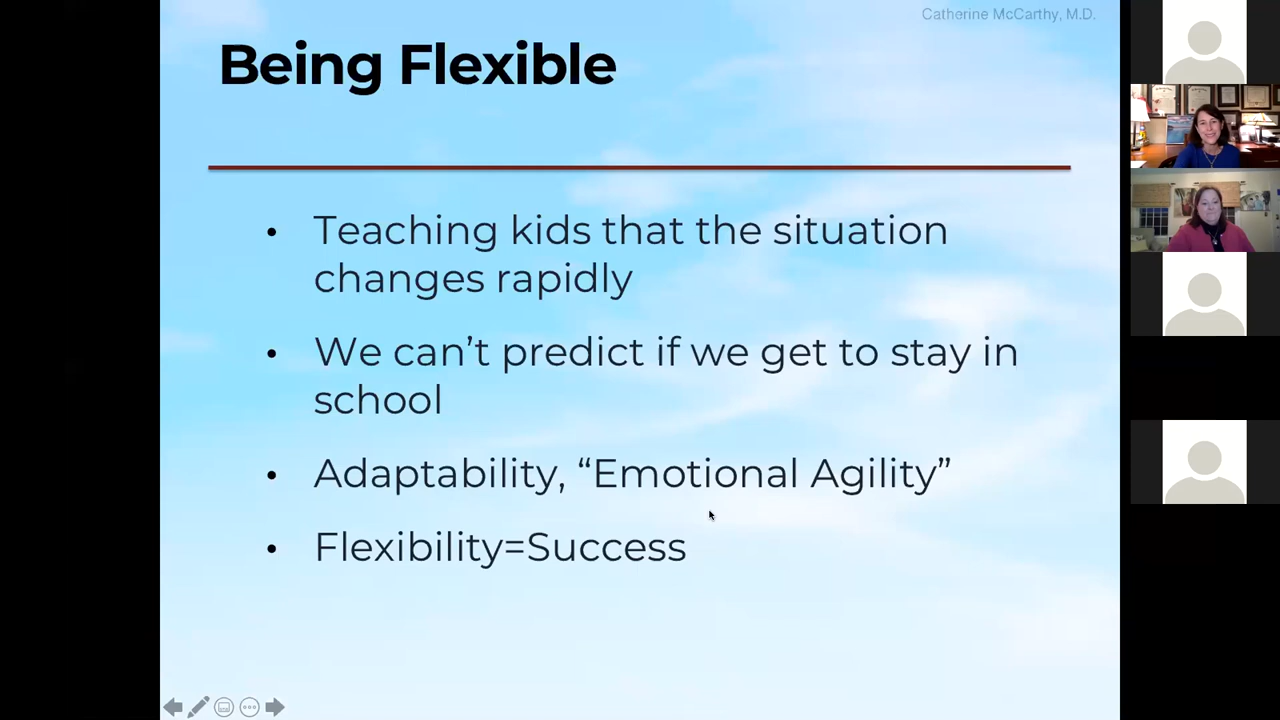 Catherine McCarthy, M.D.
Being Flexible
• Teaching kids that the situation
changes rapidly
• We can’t predict if we get to stay in
school
• Adaptability, “Emotional Agility”
• Flexibility=Success